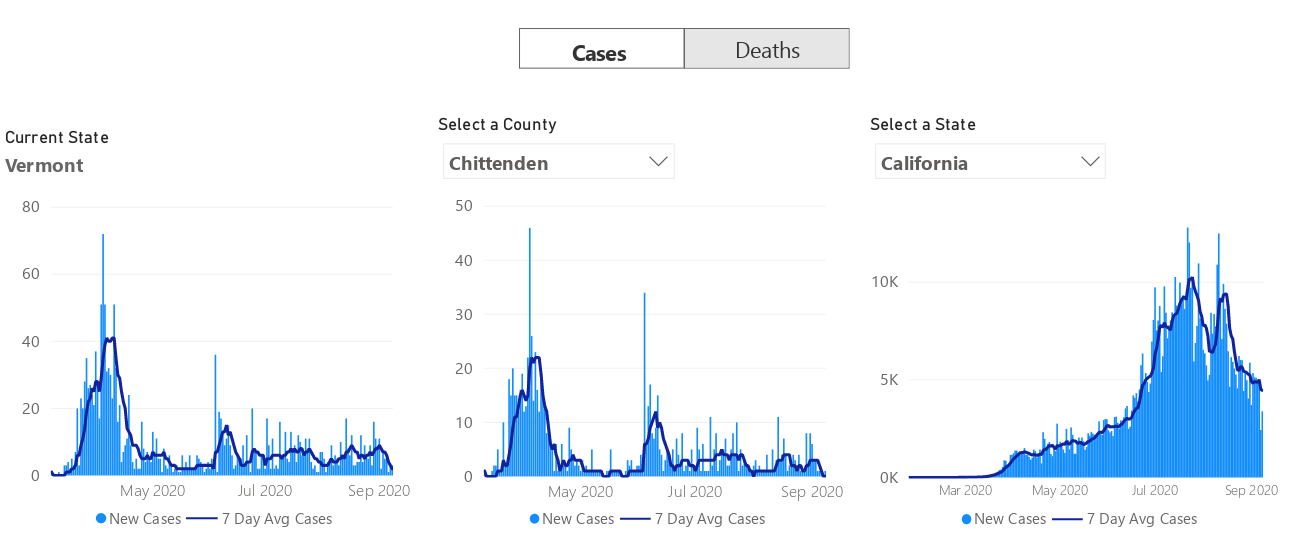 Cases
Deaths
Current State
Vermont
80
60
40
20
0
May 2020
Jul 2020
Sep 2020
New Cases
7 Day Avg Cases
Select a County
Chittenden
50
40
30
20
10
0
May 2020
Jul 2020
Sep 2020
New Cases
7 Day Avg Cases
Select a State
California
10K
5K
0K
Mar 2020
May 2020
Jul 2020
Sep 2020
New Cases
7 Day Avg Cases